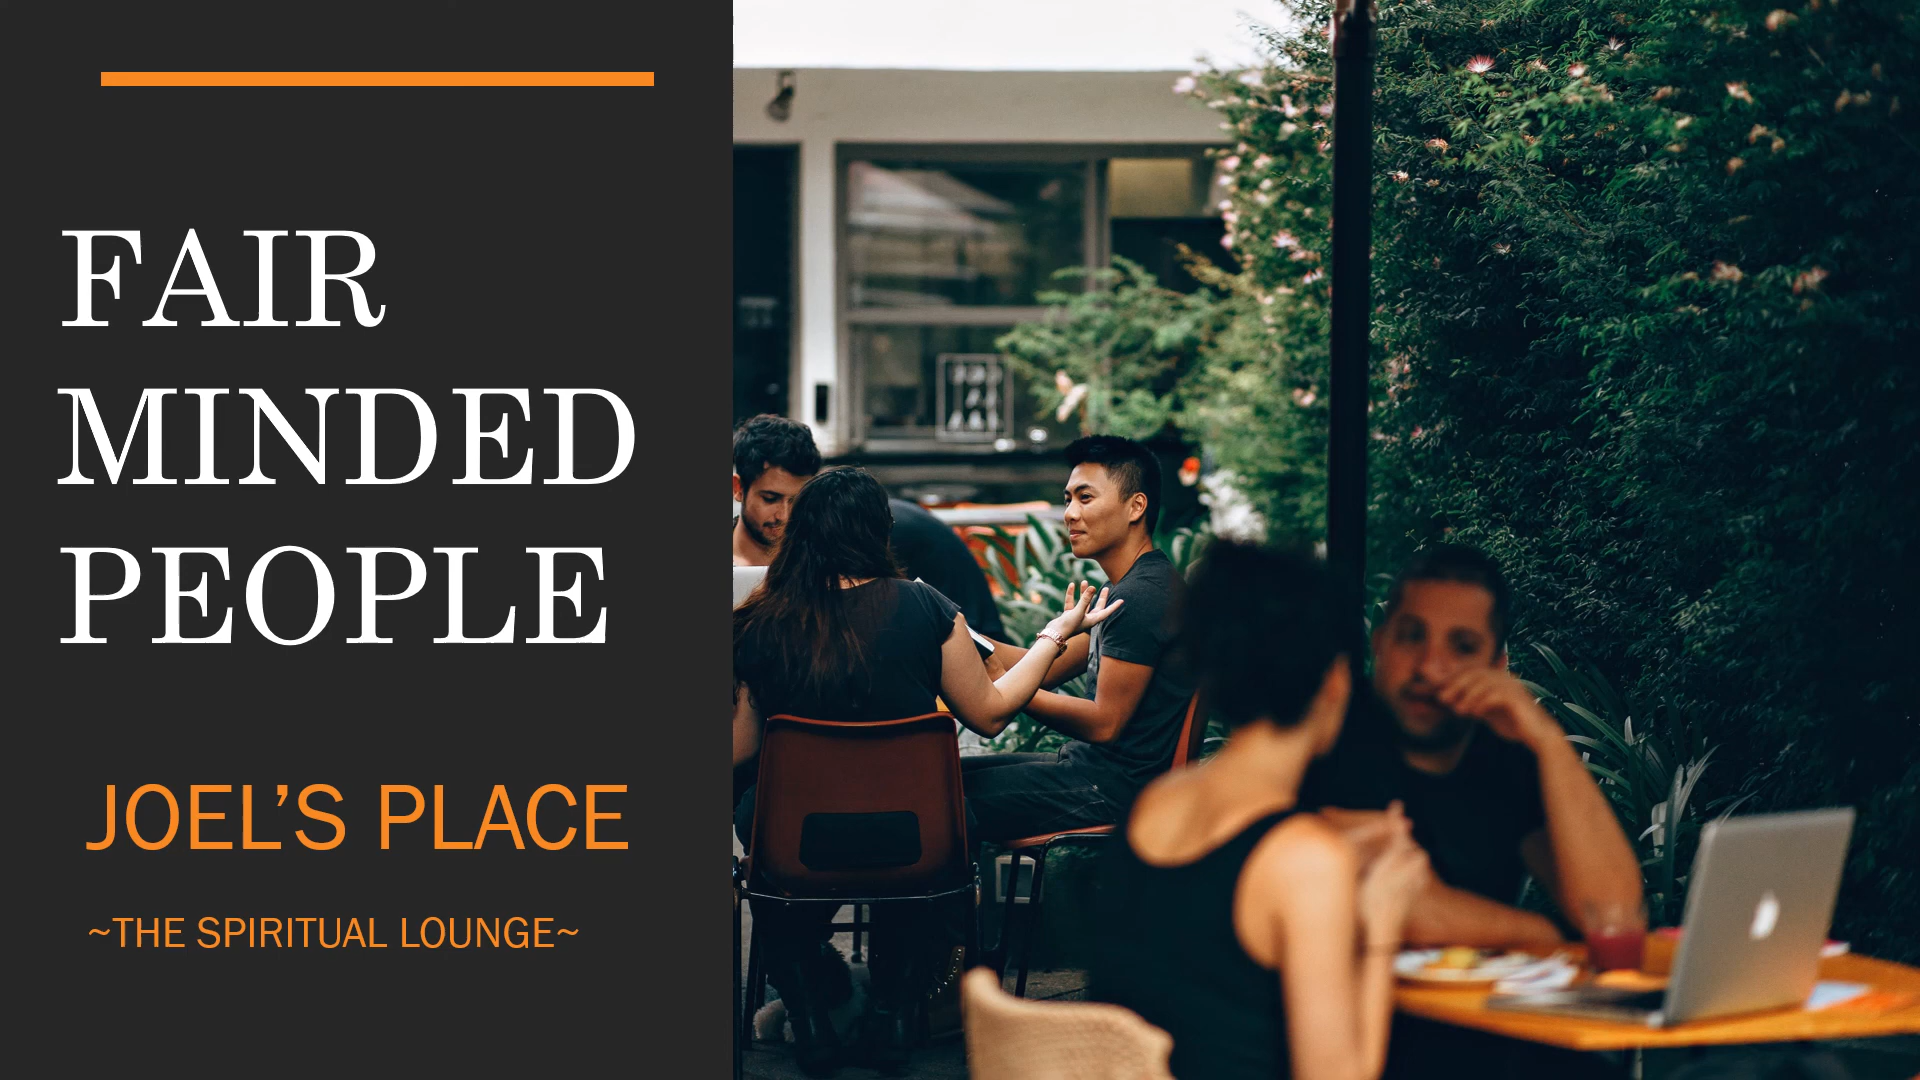 FAIR
MINDED
PEOPLE
JOEL'S PLACE
~THE SPIRITUAL LOUNGE~